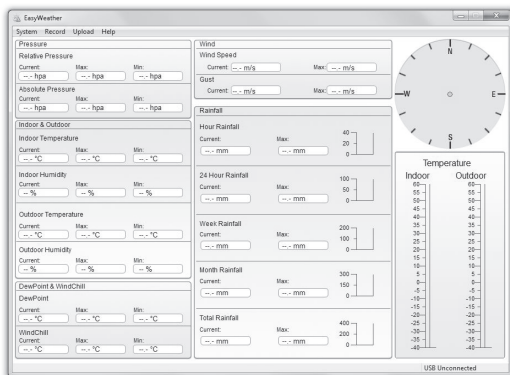 EasyWeather
System Record Upload Help
Pressure
Relative Pressure
Current: Max: Min:
--.- hpa --.- hpa --.- hpa
Absolute Pressure
Current: Max: Min:
--.- hpa --.- hpa --.- hpa
Indoor & Outdoor
Indoor Temperature
Current: Max: Min:
--.- °C --.- °C --.- °C
Indoor Humidity
Current: Max: Min:
-- % -- % -- %
Outdoor Temperature
Current: Max: Min:
--.- °C --.- °C --.- °C
Outdoor Humidity
Current: Max: Min:
-- % -- % -- %
DewPoint & WindChill
DewPoint
Current: Max: Min:
--.- °C --.- °C --.- °C
WindChill
Current: Max: Min:
--.- °C --.- °C --.- °C
Wind
Wind Speed
Current: --.- m/s Max: --.- m/s
Gust
Current: --.- m/s Max: --.- m/s
Rainfall
Hour Rainfall
Current: Max:
--.- mm --.- mm
40
20
0
24 Hour Rainfall
Current: Max:
--.- mm --.- mm
100
50
0
Week Rainfall
Current: Max:
--.- mm --.- mm
200
100
0
Month Rainfall
Current: Max:
--.- mm --.- mm
300
150
0
Total Rainfall
Current: Max:
--.- mm --.- mm
400
200
0
N
W E
S
Temperature
Indoor Outdoor
60 60
55 55
50 50
45 45
40 40
35 35
30 30
25 25
20 20
15 15
10 10
5 5
0 0
-5 -5
-10 -10
-15 -15
-20 -20
-25 -25
-30 -30
-35 -35
-40 -40
USB Unconnected